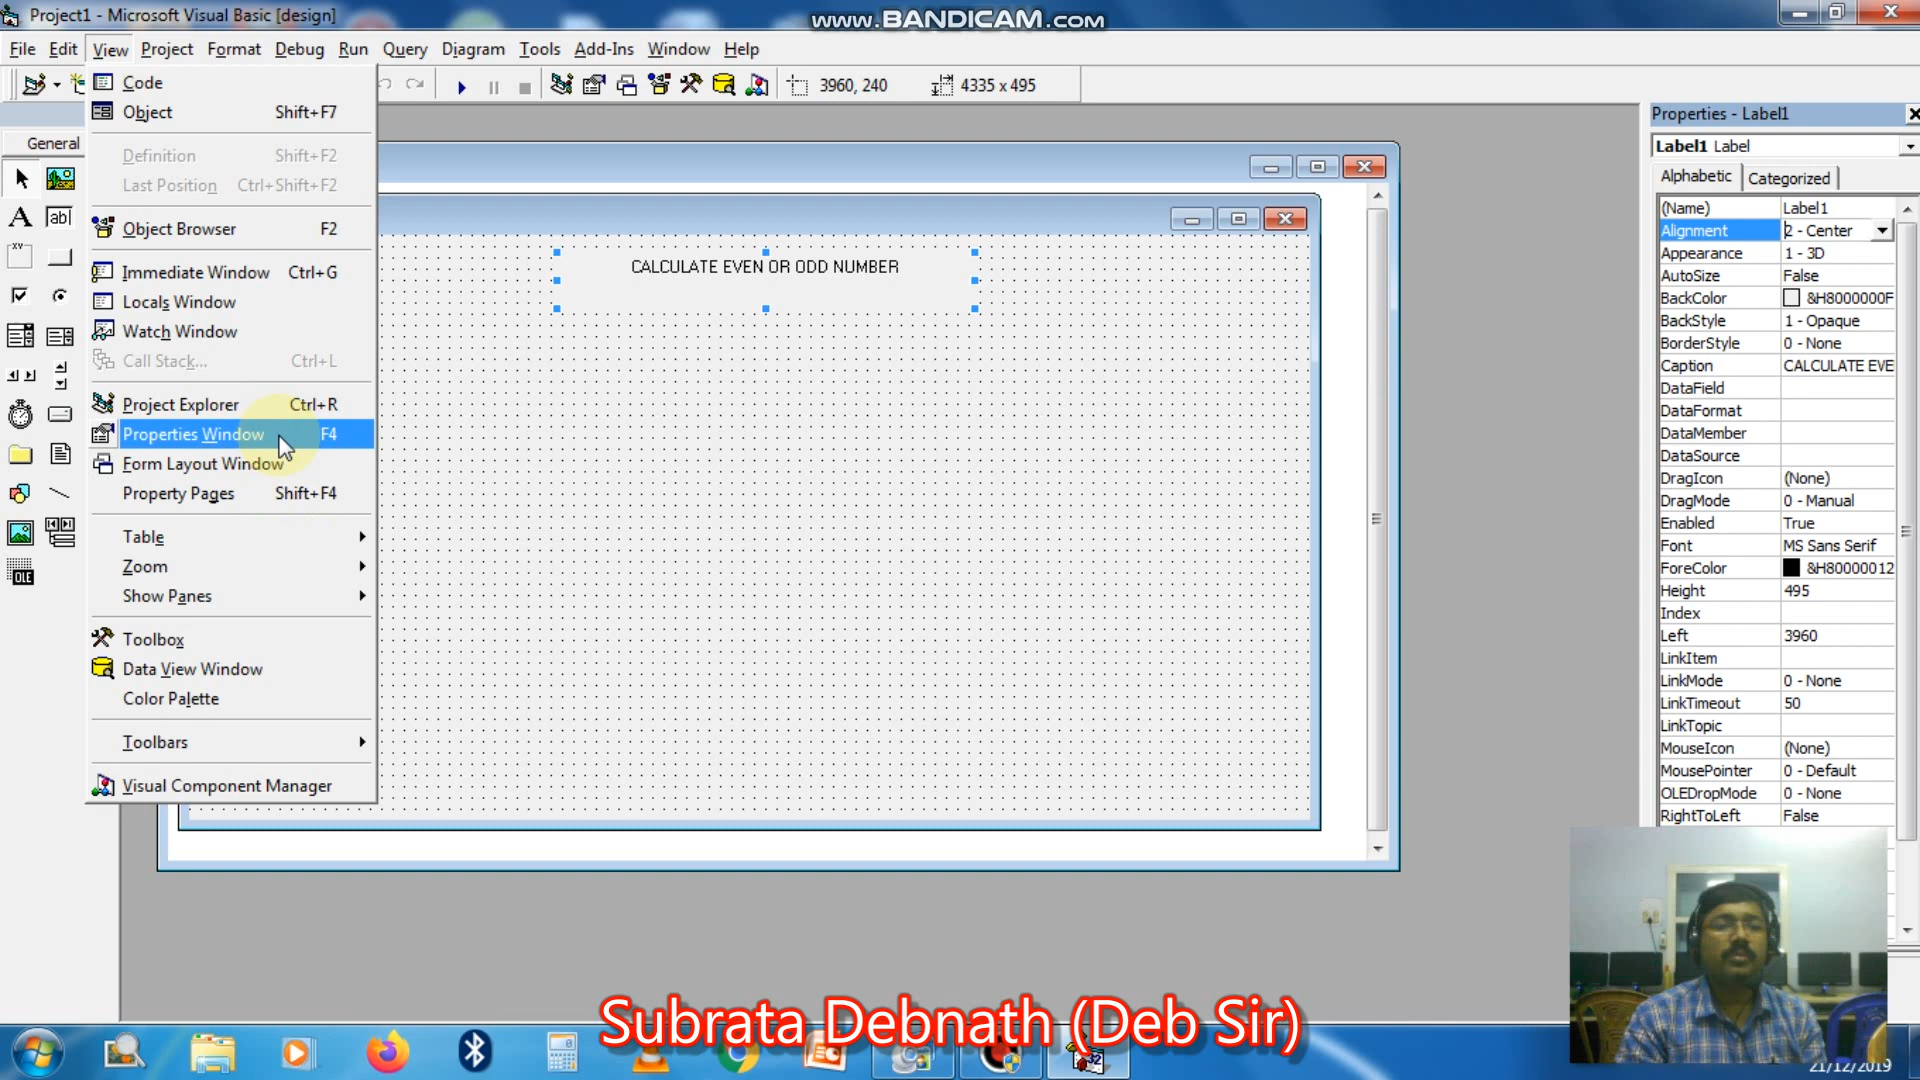 Project1 - Microsoft Visual Basic [design]
www.BANDICAM.com
File Edit View Project Format Debug Run Query Diagram Tools Add-Ins Window Help
3960, 240
4335 x 495
Code
Object Shift+F7
Definition Shift+F2
Last Position Ctrl+Shift+F2
Object Browser F2
Immediate Window Ctrl+G
Locals Window
Watch Window
Call Stack... Ctrl+L
Project Explorer Ctrl+R
Properties Window F4
Form Layout Window
Property Pages Shift+F4
Table
Zoom
Show Panes
Toolbox
Data View Window
Color Palette
Toolbars
Visual Component Manager
General
A
ab|
XY
OLE
CALCULATE EVEN OR ODD NUMBER
Properties - Label1
Label1 Label
Alphabetic Categorized
(Name) Label1
Alignment 2 - Center
Appearance 1 - 3D
AutoSize False
BackColor &H8000000F
BackStyle 1 - Opaque
BorderStyle 0 - None
Caption CALCULATE EVE
DataField
DataFormat
DataMember
DataSource
DragIcon (None)
DragMode 0 - Manual
Enabled True
Font MS Sans Serif
ForeColor &H80000012
Height 495
Index
Left 3960
LinkItem
LinkMode 0 - None
LinkTimeout 50
LinkTopic
MouseIcon (None)
MousePointer 0 - Default
OLEDropMode 0 - None
RightToLeft False
Subrata Debnath (Deb Sir)
21/12/2019